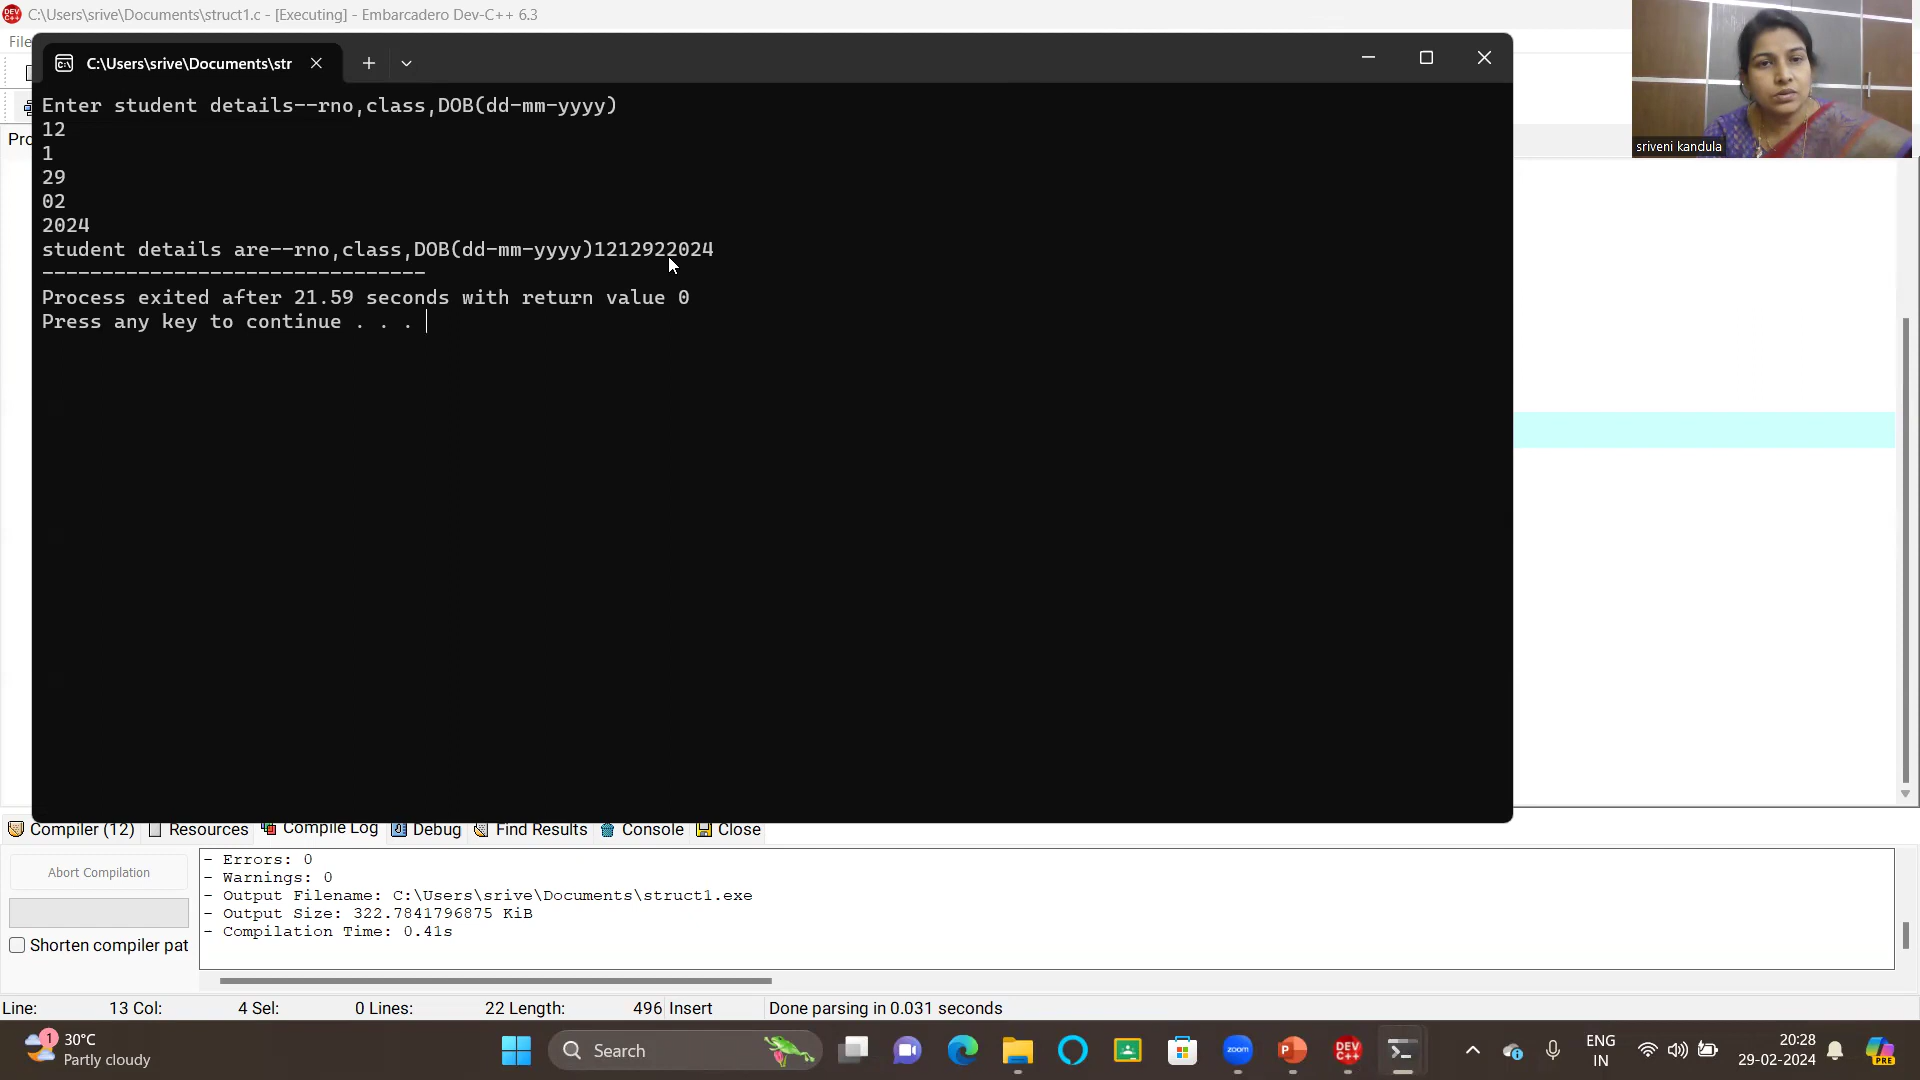 C:\Users\srive\Documents\struct1.c - [Executing] - Embarcadero Dev-C++ 6.3
File
C:\Users\srive\Documents\str
Enter student details--rno,class,DOB(dd-mm-yyyy)
12
1
29
02
2024
student details are--rno,class,DOB(dd-mm-yyyy)1212922024
--------------------------------
Process exited after 21.59 seconds with return value 0
Press any key to continue . . .
sriveni kandula
Compiler (12) Resources Compile Log Debug Find Results Console Close
Abort Compilation
Shorten compiler pat
- Errors: 0
- Warnings: 0
- Output Filename: C:\Users\srive\Documents\struct1.exe
- Output Size: 322.7841796875 KiB
- Compilation Time: 0.41s
Line: 13 Col: 4 Sel: 0 Lines: 22 Length: 496 Insert Done parsing in 0.031 seconds
1
30°C
Partly cloudy
Search
zoom
DEV C++
ENG
IN
20:28
29-02-2024
PRE